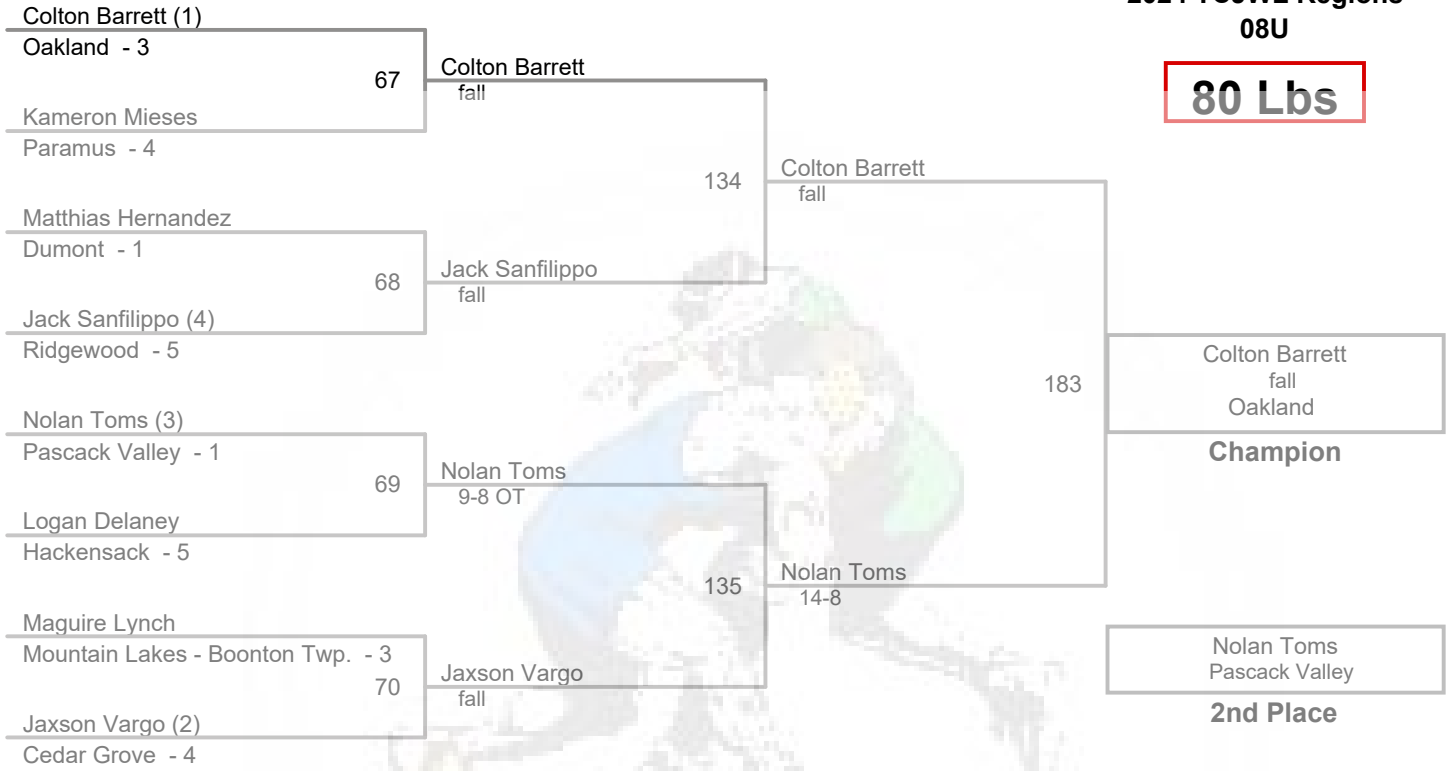 Colton Barrett (1)
Oakland - 3
67
Kameron Mieses
Paramus - 4
Matthias Hernandez
Dumont - 1
68
Jack Sanfilippo (4)
Ridgewood - 5
Nolan Toms (3)
Pascack Valley - 1
69
Logan Delaney
Hackensack - 5
Maguire Lynch
Mountain Lakes - Boonton Twp. - 3
70
Jaxson Vargo (2)
Cedar Grove - 4
Colton Barrett
fall
134
Jack Sanfilippo
fall
Nolan Toms
9-8 OT
135
Jaxson Vargo
fall
Colton Barrett
fall
183
Nolan Toms
14-8
08U
80 Lbs
Colton Barrett
fall
Oakland
Champion
Nolan Toms
Pascack Valley
2nd Place